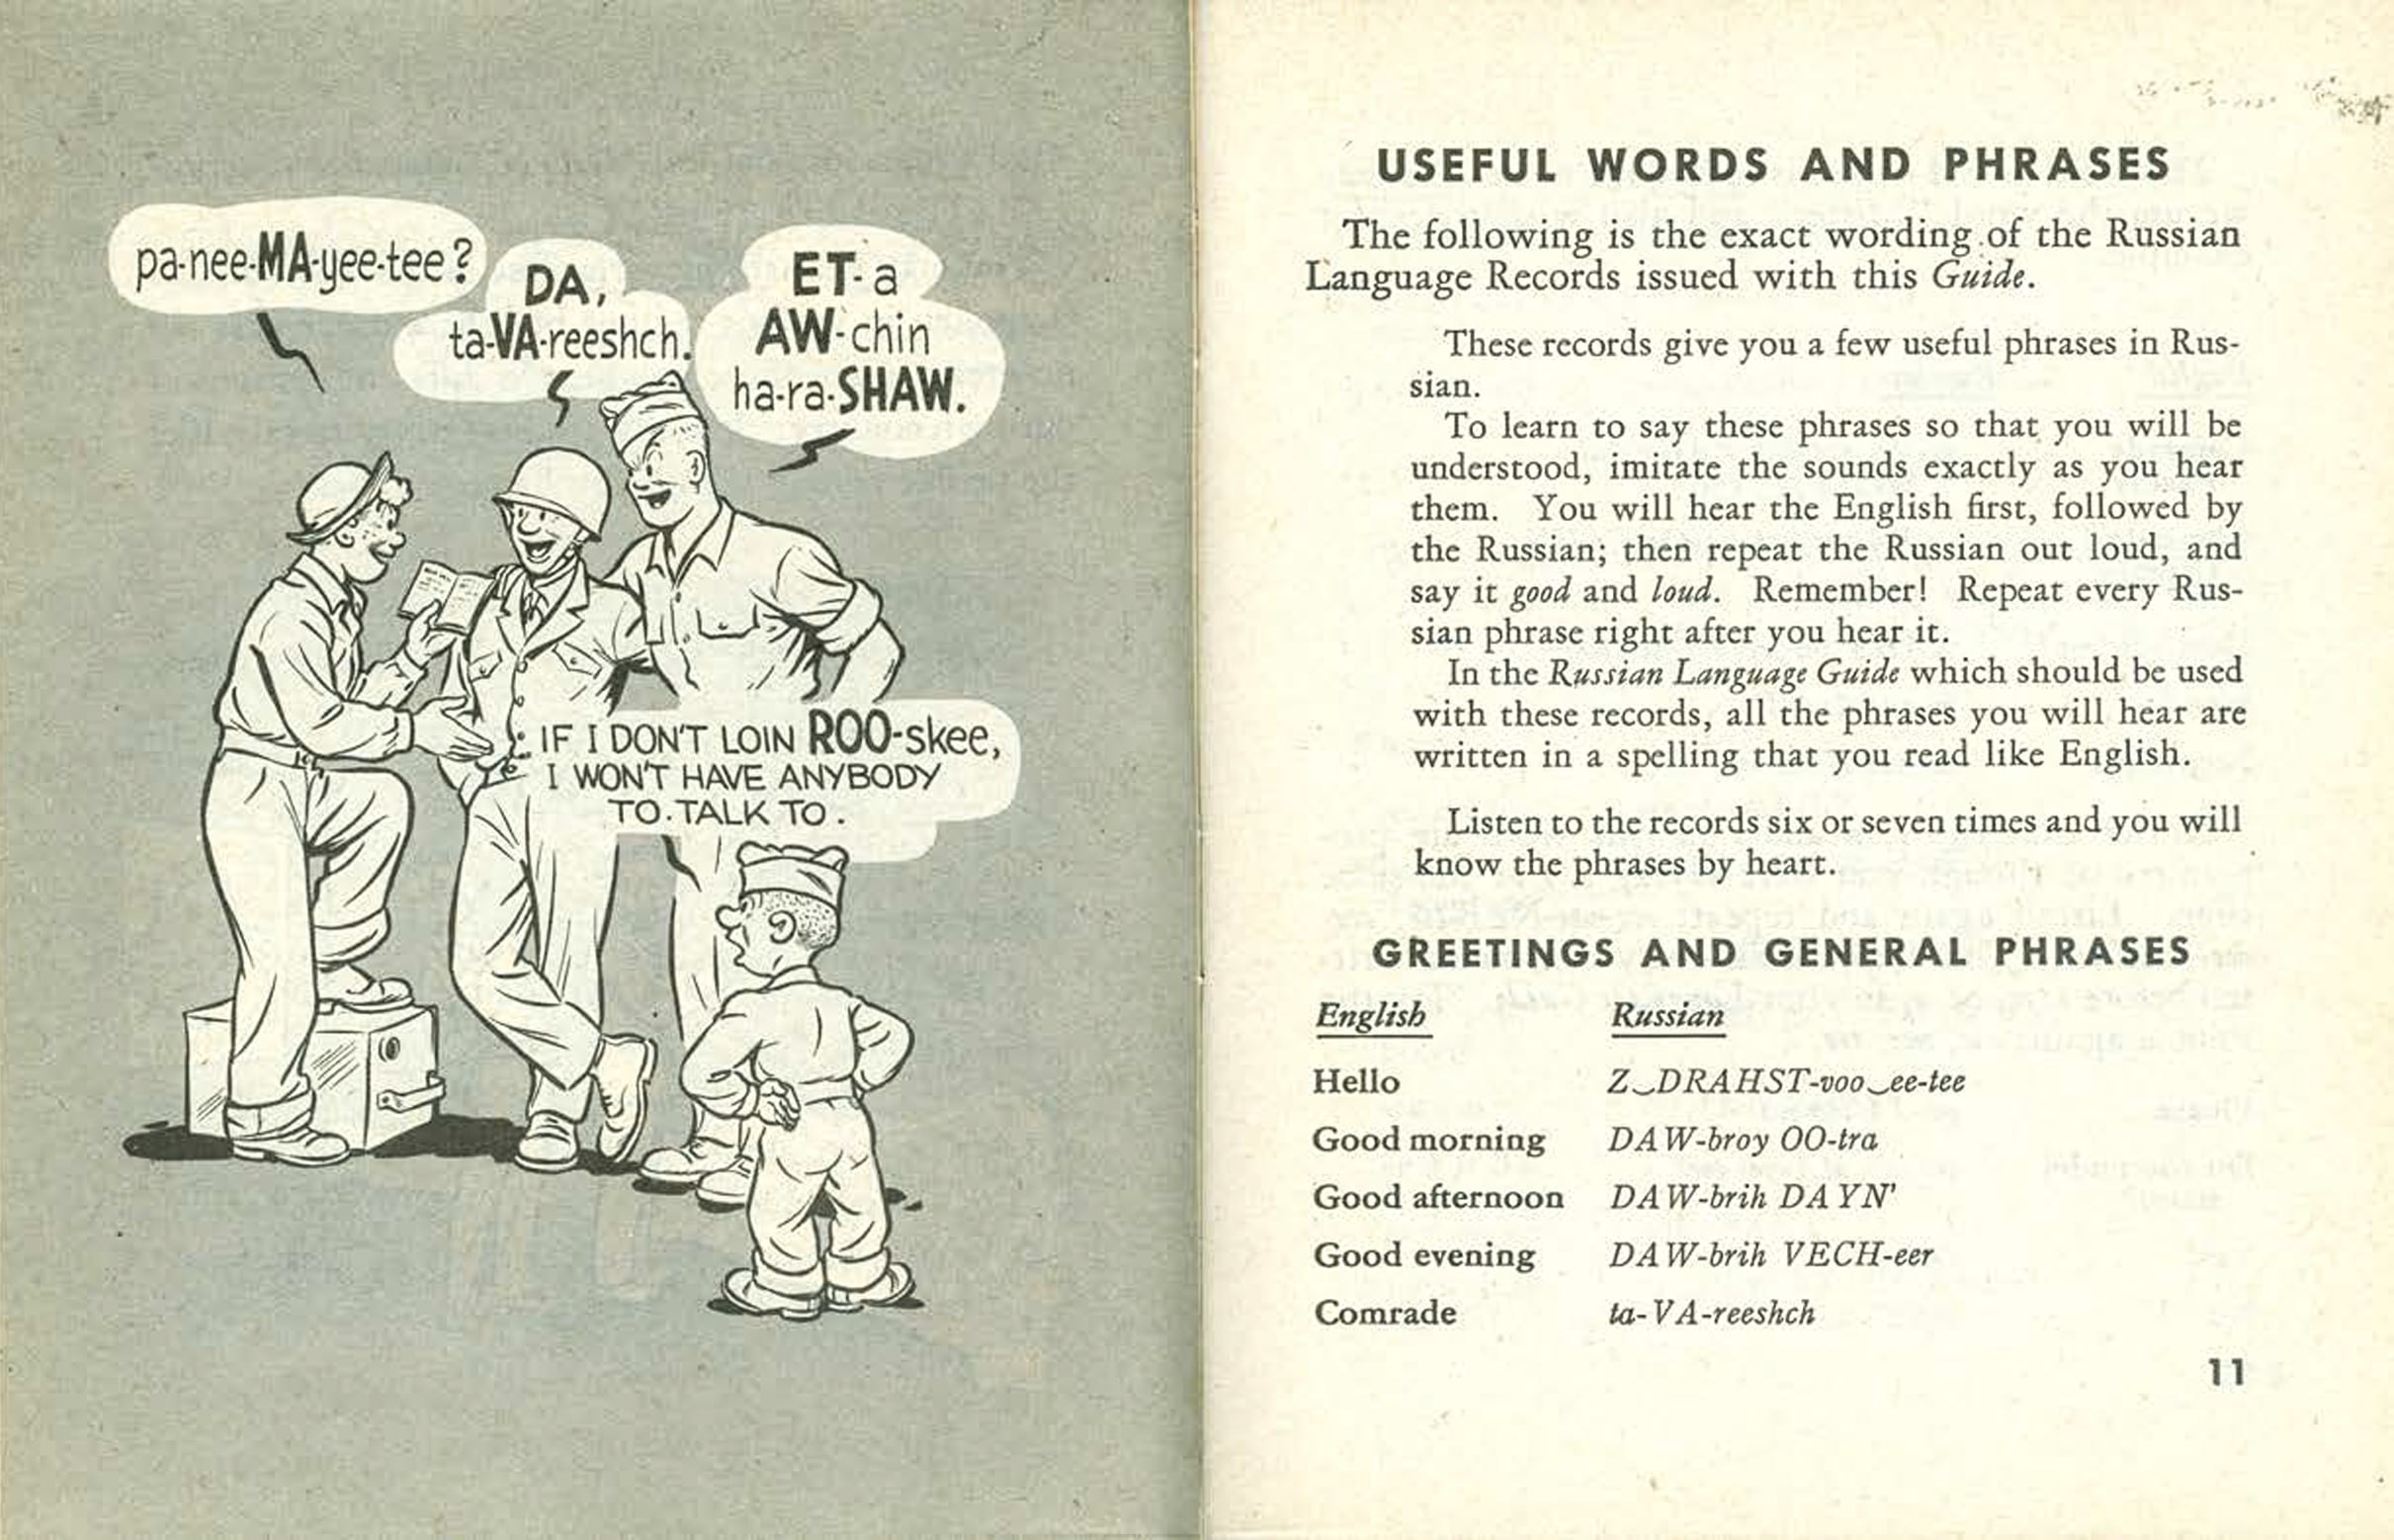 pa-nee-MA-yee-tee?
DA,
ta-VA-reeshch.
ET-a
AW-chin
ha-ra-SHAW.
IF I DON'T LOIN ROO-skee,
I WON'T HAVE ANYBODY
TO.TALK TO.
USEFUL WORDS AND PHRASES
The following is the exact wording of the Russian
Language Records issued with this Guide.
These records give you a few useful phrases in Rus-
sian.
To learn to say these phrases so that you will be
understood, imitate the sounds exactly as you hear
them. You will hear the English first, followed by
the Russian; then repeat the Russian out loud, and
say it good and loud. Remember! Repeat every Rus-
sian phrase right after you hear it.
In the Russian Language Guide which should be used
with these records, all the phrases you will hear are
written in a spelling that you read like English.
Listen to the records six or seven times and you will
know the phrases by heart.
GREETINGS AND GENERAL PHRASES
English Russian
Hello Z‿DRAHST-voo‿ee-tee
Good morning DAW-broy OO-tra
Good afternoon DAW-brih DAYN'
Good evening DAW-brih VECH-eer
Comrade ta-VA-reeshch
11